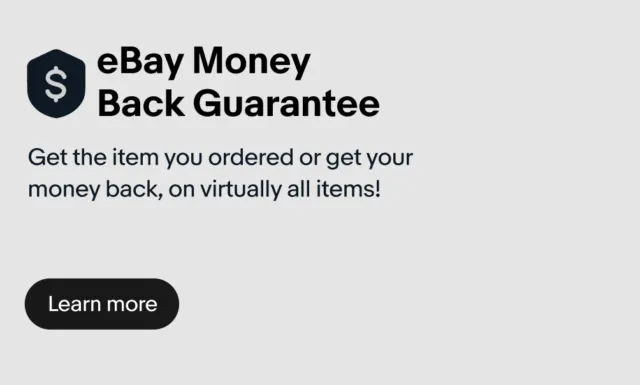 $
eBay Money
Back Guarantee
Get the item you ordered or get your
money back, on virtually all items!
Learn more